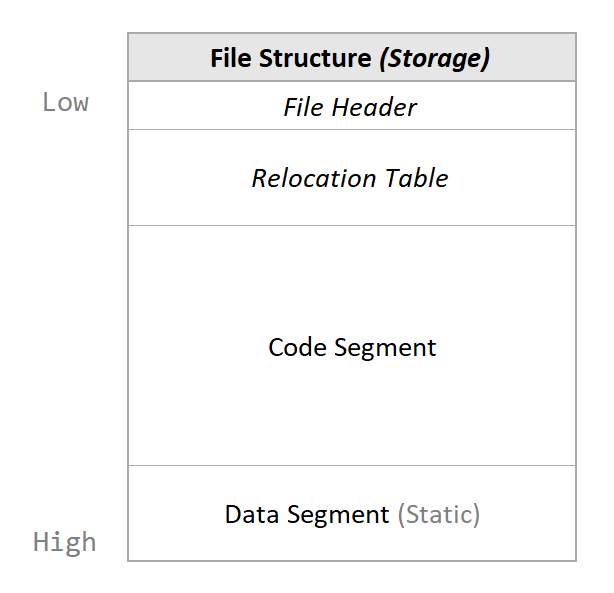 File Structure (Storage)
Low
File Header
Relocation Table
Code Segment
Data Segment (Static)
High